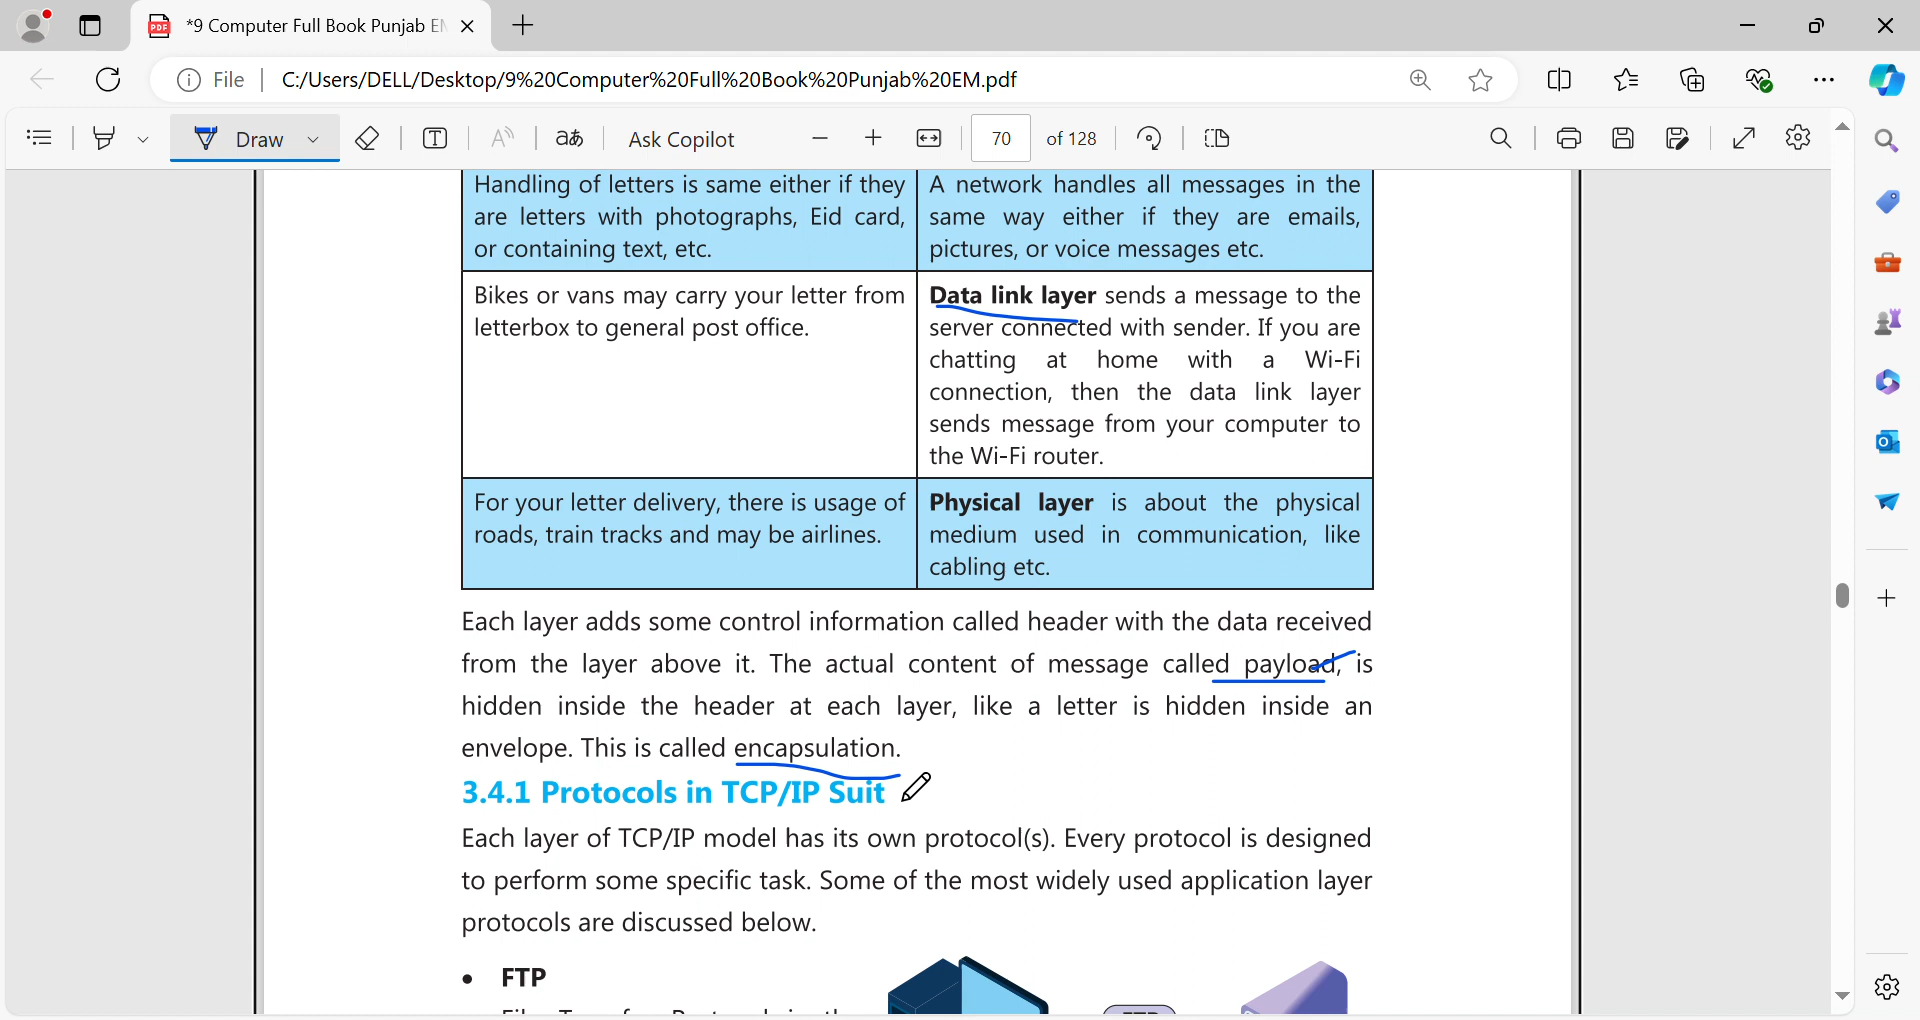 *9 Computer Full Book Punjab EM
File
C:/Users/DELL/Desktop/9%20Computer%20Full%20Book%20Punjab%20EM.pdf
Draw
Ask Copilot
70 of 128
Handling of letters is same either if they
are letters with photographs, Eid card,
or containing text, etc.
A network handles all messages in the
same way either if they are emails,
pictures, or voice messages etc.
Bikes or vans may carry your letter from
letterbox to general post office.
Data link layer sends a message to the
server connected with sender. If you are
chatting at home with a Wi-Fi
connection, then the data link layer
sends message from your computer to
the Wi-Fi router.
For your letter delivery, there is usage of
roads, train tracks and may be airlines.
Physical layer is about the physical
medium used in communication, like
cabling etc.
Each layer adds some control information called header with the data received
from the layer above it. The actual content of message called payload, is
hidden inside the header at each layer, like a letter is hidden inside an
envelope. This is called encapsulation.
3.4.1 Protocols in TCP/IP Suit
Each layer of TCP/IP model has its own protocol(s). Every protocol is designed
to perform some specific task. Some of the most widely used application layer
protocols are discussed below.
• FTP